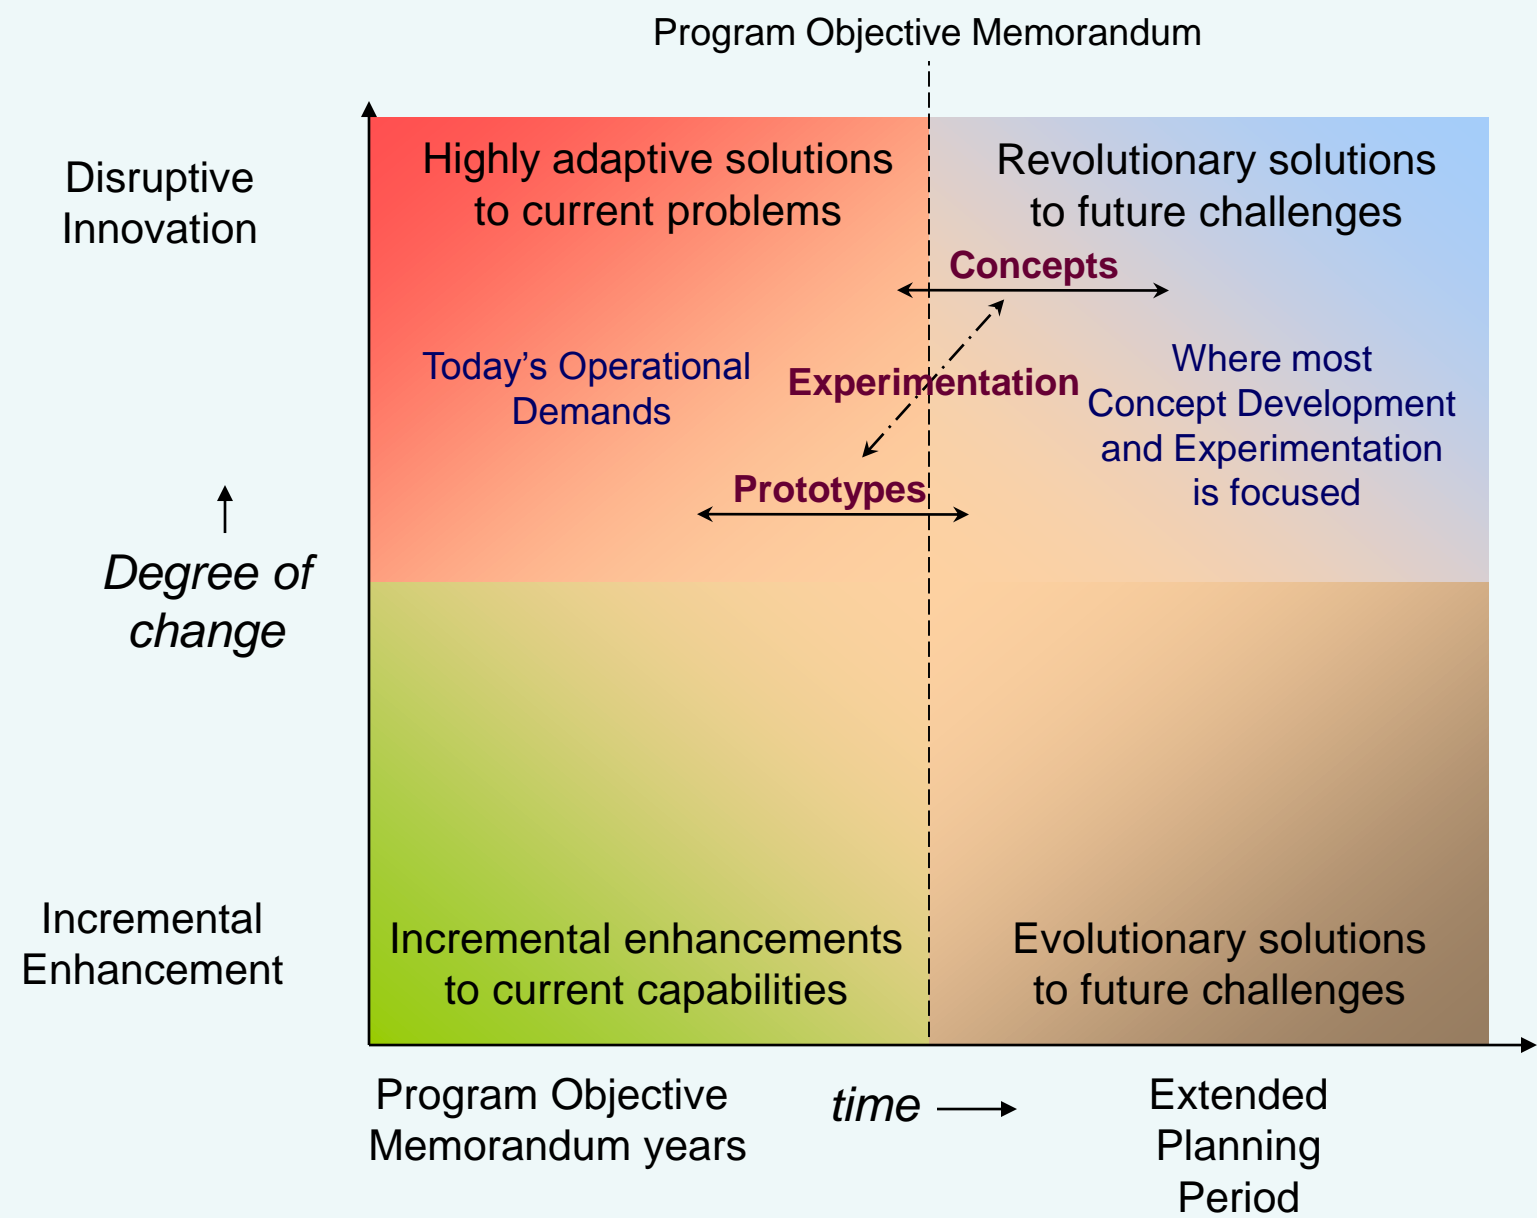 Program Objective Memorandum
Disruptive
Innovation
Highly adaptive solutions
to current problems
Revolutionary solutions
to future challenges
Concepts
Today’s Operational
Demands
Experimentation
Where most
Concept Development
and Experimentation
is focused
Prototypes
Degree of
change
Incremental
Enhancement
Incremental enhancements
to current capabilities
Evolutionary solutions
to future challenges
Program Objective
Memorandum years
time
Extended
Planning
Period